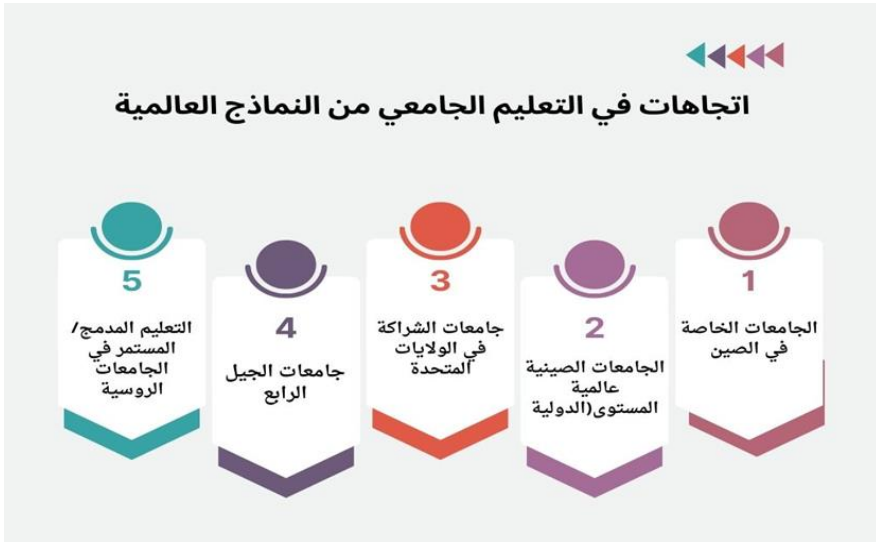 اتجاهات في التعليم الجامعي من النماذج العالمية
1
الجامعات الخاصة
في الصين
2
الجامعات الصينية
عالمية
المستوى(الدولية
3
جامعات الشراكة
في الولايات
المتحدة
4
جامعات الجيل
الرابع
5
التعليم المدمج/
المستمر في
الجامعات
الروسية